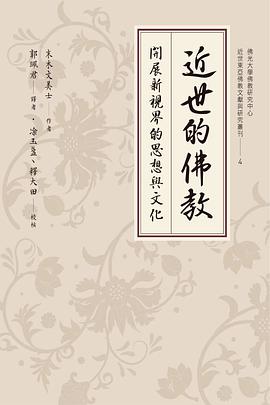 佛光大學佛教研究中心
近世東亞佛教文獻與研究叢刊——4
近世的佛教
開展新視界的思想與文化
末木文美士——作者
郭珮君——譯者・涂玉盞、釋大田——校稿